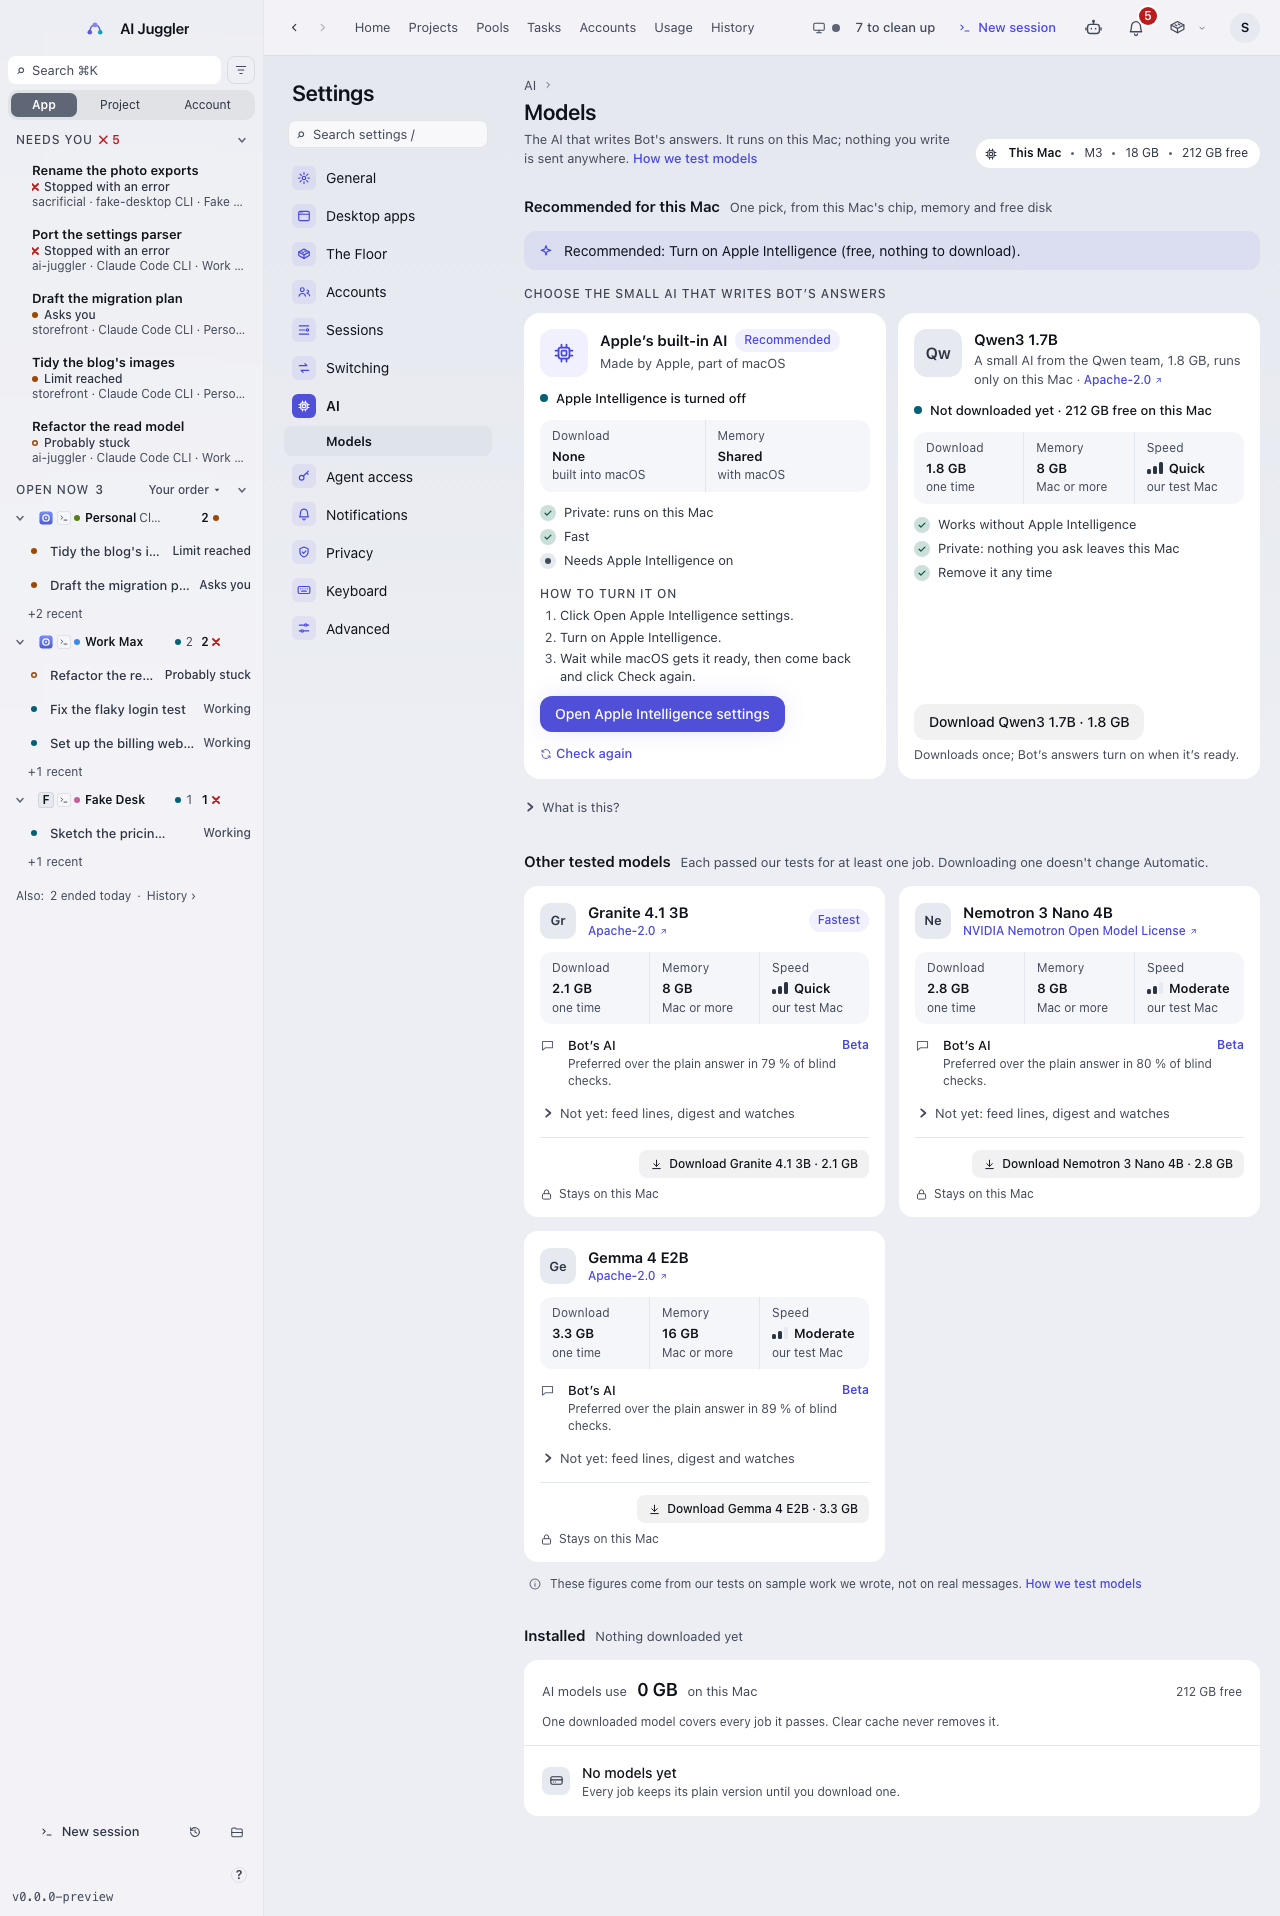 AI Juggler
Search ⌘K
App
Project
Account
NEEDS YOU 5
Rename the photo exports
Stopped with an error
sacrificial · fake-desktop CLI · Fake ...
Port the settings parser
Stopped with an error
ai-juggler · Claude Code CLI · Work ...
Draft the migration plan
Asks you
storefront · Claude Code CLI · Perso...
Tidy the blog's images
Limit reached
storefront · Claude Code CLI · Perso...
Refactor the read model
Probably stuck
ai-juggler · Claude Code CLI · Work ...
OPEN NOW 3
Your order
Personal Cl... 2
Tidy the blog's i... Limit reached
Draft the migration p... Asks you
+2 recent
Work Max 2 2
Refactor the re... Probably stuck
Fix the flaky login test Working
Set up the billing web... Working
+1 recent
F Fake Desk 1 1
Sketch the pricin... Working
+1 recent
Also: 2 ended today · History ›
New session
?
v0.0.0-preview
Home
Projects
Pools
Tasks
Accounts
Usage
History
7 to clean up
New session
5
S
Settings
Search settings /
General
Desktop apps
The Floor
Accounts
Sessions
Switching
AI
Models
Agent access
Notifications
Privacy
Keyboard
Advanced
AI ›
Models
The AI that writes Bot's answers. It runs on this Mac; nothing you write
is sent anywhere. How we test models
This Mac • M3 • 18 GB • 212 GB free
Recommended for this Mac One pick, from this Mac's chip, memory and free disk
Recommended: Turn on Apple Intelligence (free, nothing to download).
CHOOSE THE SMALL AI THAT WRITES BOT’S ANSWERS
Apple’s built-in AI Recommended
Made by Apple, part of macOS
Apple Intelligence is turned off
Download
None
built into macOS
Memory
Shared
with macOS
Private: runs on this Mac
Fast
Needs Apple Intelligence on
HOW TO TURN IT ON
1. Click Open Apple Intelligence settings.
2. Turn on Apple Intelligence.
3. Wait while macOS gets it ready, then come back
and click Check again.
Open Apple Intelligence settings
Check again
Qw
Qwen3 1.7B
A small AI from the Qwen team, 1.8 GB, runs
only on this Mac · Apache-2.0 ↗
Not downloaded yet · 212 GB free on this Mac
Download
1.8 GB
one time
Memory
8 GB
Mac or more
Speed
Quick
our test Mac
Works without Apple Intelligence
Private: nothing you ask leaves this Mac
Remove it any time
Download Qwen3 1.7B · 1.8 GB
Downloads once; Bot’s answers turn on when it’s ready.
What is this?
Other tested models Each passed our tests for at least one job. Downloading one doesn't change Automatic.
Gr
Granite 4.1 3B
Apache-2.0 ↗
Fastest
Download
2.1 GB
one time
Memory
8 GB
Mac or more
Speed
Quick
our test Mac
Bot’s AI Beta
Preferred over the plain answer in 79 % of blind
checks.
Not yet: feed lines, digest and watches
Download Granite 4.1 3B · 2.1 GB
Stays on this Mac
Ne
Nemotron 3 Nano 4B
NVIDIA Nemotron Open Model License ↗
Download
2.8 GB
one time
Memory
8 GB
Mac or more
Speed
Moderate
our test Mac
Bot’s AI Beta
Preferred over the plain answer in 80 % of blind
checks.
Not yet: feed lines, digest and watches
Download Nemotron 3 Nano 4B · 2.8 GB
Stays on this Mac
Ge
Gemma 4 E2B
Apache-2.0 ↗
Download
3.3 GB
one time
Memory
16 GB
Mac or more
Speed
Moderate
our test Mac
Bot’s AI Beta
Preferred over the plain answer in 89 % of blind
checks.
Not yet: feed lines, digest and watches
Download Gemma 4 E2B · 3.3 GB
Stays on this Mac
These figures come from our tests on sample work we wrote, not on real messages. How we test models
Installed Nothing downloaded yet
AI models use 0 GB on this Mac
212 GB free
One downloaded model covers every job it passes. Clear cache never removes it.
No models yet
Every job keeps its plain version until you download one.